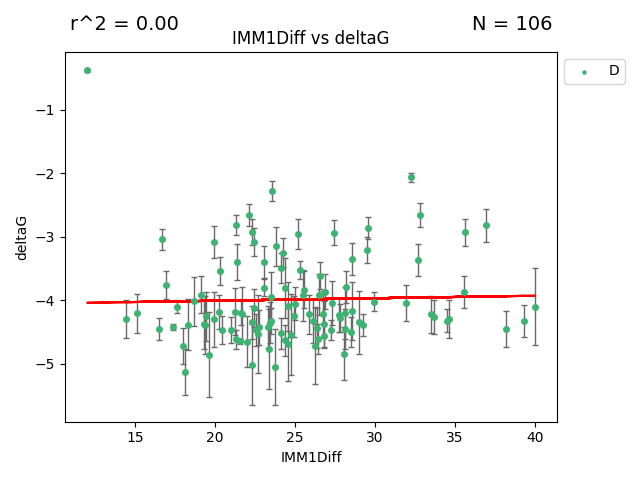 r^2 = 0.00
N = 106
IMM1Diff vs deltaG
D
deltaG
−1
−2
−3
−4
−5
15 20 25 30 35 40
IMM1Diff